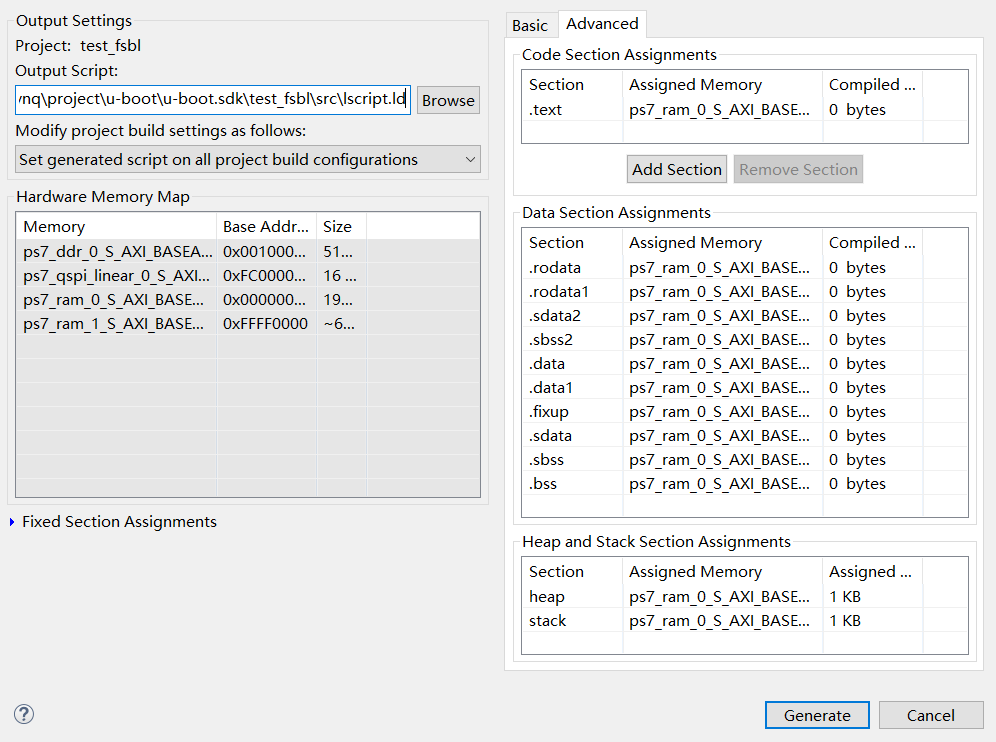 Output Settings
Project: test_fsbl
Output Script:
nq\project\u-boot\u-boot.sdk\test_fsbl\src\lscript.ld
Browse
Modify project build settings as follows:
Set generated script on all project build configurations
Hardware Memory Map
Memory Base Addr... Size
ps7_ddr_0_S_AXI_BASEA... 0x001000... 51...
ps7_qspi_linear_0_S_AXI... 0xFC0000... 16 ...
ps7_ram_0_S_AXI_BASE... 0x000000... 19...
ps7_ram_1_S_AXI_BASE... 0xFFFF0000 ~6...
Fixed Section Assignments
Basic Advanced
Code Section Assignments
Section Assigned Memory Compiled ...
.text ps7_ram_0_S_AXI_BASE... 0 bytes
Add Section Remove Section
Data Section Assignments
Section Assigned Memory Compiled ...
.rodata ps7_ram_0_S_AXI_BASE... 0 bytes
.rodata1 ps7_ram_0_S_AXI_BASE... 0 bytes
.sdata2 ps7_ram_0_S_AXI_BASE... 0 bytes
.sbss2 ps7_ram_0_S_AXI_BASE... 0 bytes
.data ps7_ram_0_S_AXI_BASE... 0 bytes
.data1 ps7_ram_0_S_AXI_BASE... 0 bytes
.fixup ps7_ram_0_S_AXI_BASE... 0 bytes
.sdata ps7_ram_0_S_AXI_BASE... 0 bytes
.sbss ps7_ram_0_S_AXI_BASE... 0 bytes
.bss ps7_ram_0_S_AXI_BASE... 0 bytes
Heap and Stack Section Assignments
Section Assigned Memory Assigned ...
heap ps7_ram_0_S_AXI_BASE... 1 KB
stack ps7_ram_0_S_AXI_BASE... 1 KB
?
Generate Cancel